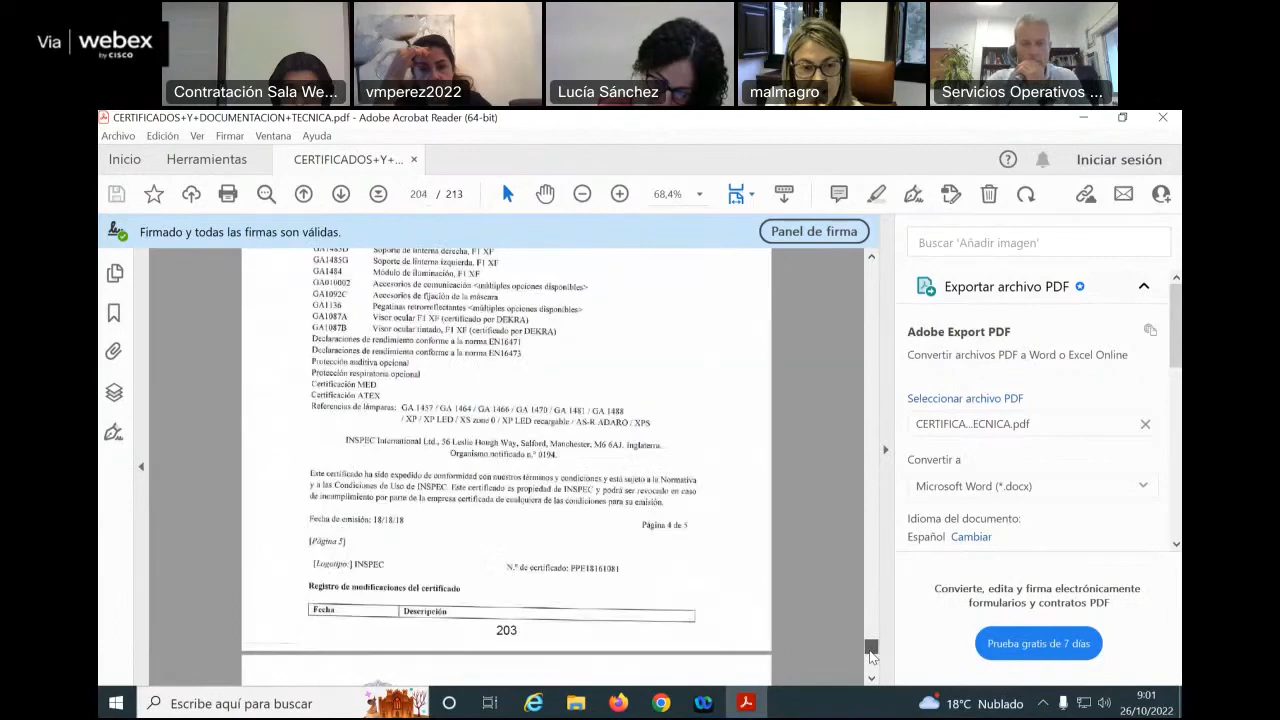 Via webex
by CISCO
Contratación Sala We...
vmperez2022
Lucía Sánchez
malmagro
Servicios Operativos ...
CERTIFICADOS+Y+DOCUMENTACION+TECNICA.pdf - Adobe Acrobat Reader (64-bit)
Archivo Edición Ver Firmar Ventana Ayuda
Inicio Herramientas CERTIFICADOS+Y+... Iniciar sesión
204 / 213 68,4%
Firmado y todas las firmas son válidas. Panel de firma
GA1485D Soporte de linterna derecha, F1 XF
GA1485G Soporte de linterna izquierda, F1 XF
GA1484 Módulo de iluminación, F1 XF
GA010002 Accesorios de comunicación <múltiples opciones disponibles>
GA1092C Accesorios de fijación de la máscara
GA1136 Pegatinas retrorreflectantes <múltiples opciones disponibles>
GA1087A Visor ocular F1 XF (certificado por DEKRA)
GA1087B Visor ocular tintado, F1 XF (certificado por DEKRA)
Declaraciones de rendimiento conforme a la norma EN16471
Declaraciones de rendimiento conforme a la norma EN16473
Protección auditiva opcional
Protección respiratoria opcional
Certificación MED
Certificación ATEX
Referencias de lámparas: GA 1457 / GA 1464 / GA 1466 / GA 1470 / GA 1481 / GA 1488
/ XP / XP LED / XS zone 0 / XP LED recargable / AS-R ADARO / XPS
INSPEC International Ltd., 56 Leslie Hough Way, Salford, Manchester, M6 6AJ, Inglaterra.
Organismo notificado n.º 0194.
Este certificado ha sido expedido de conformidad con nuestros términos y condiciones y está sujeto a la Normativa
y a las Condiciones de Uso de INSPEC. Este certificado es propiedad de INSPEC y podrá ser revocado en caso
de incumplimiento por parte de la empresa certificada de cualquiera de las condiciones para su emisión.
Fecha de emisión: 18/18/18
Página 4 de 5
[Página 5]
[Logotipo:] INSPEC N.º de certificado: PPE18161081
Registro de modificaciones del certificado
Fecha Descripción
203
Buscar 'Añadir imagen'
Exportar archivo PDF
Adobe Export PDF
Convertir archivos PDF a Word o Excel Online
Seleccionar archivo PDF
CERTIFICA...ECNICA.pdf
Convertir a
Microsoft Word (*.docx)
Idioma del documento:
Español Cambiar
Convierte, edita y firma electrónicamente
formularios y contratos PDF
Prueba gratis de 7 días
Escribe aquí para buscar
18°C Nublado
9:01
26/10/2022